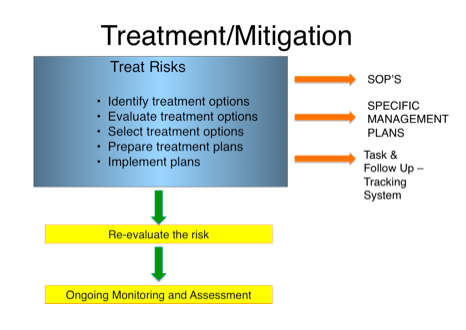 Treatment/Mitigation
Treat Risks
• Identify treatment options
• Evaluate treatment options
• Select treatment options
• Prepare treatment plans
• Implement plans
SOP'S
SPECIFIC
MANAGEMENT
PLANS
Task &
Follow Up –
Tracking
System
Re-evaluate the risk
Ongoing Monitoring and Assessment